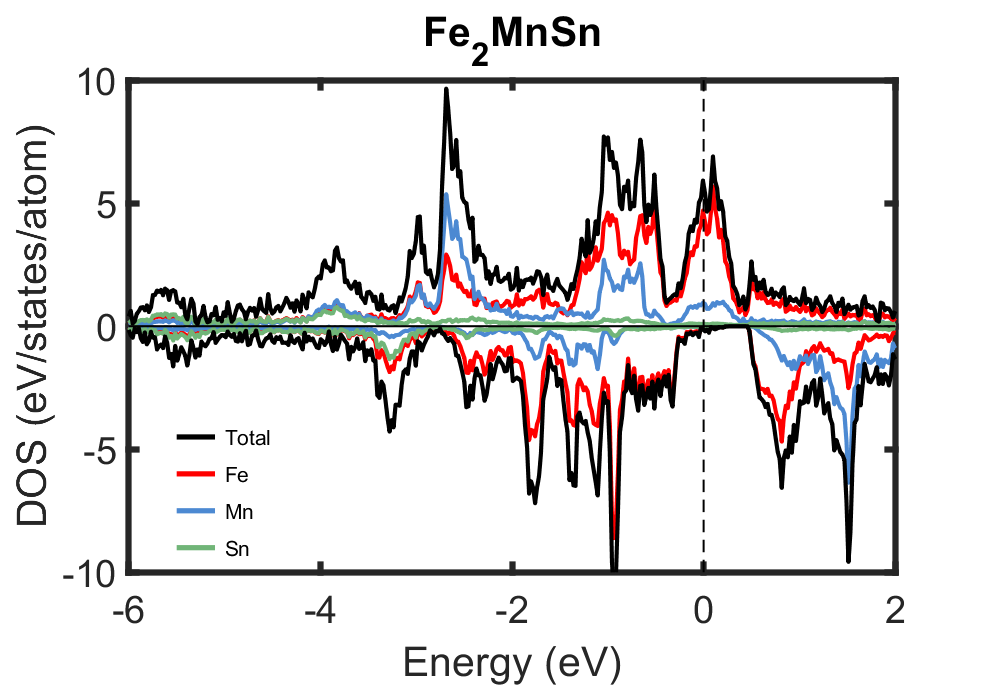 Fe₂MnSn
DOS (eV/states/atom)
10
5
0
-5
-10
Total
Fe
Mn
Sn
-6 -4 -2 0 2
Energy (eV)